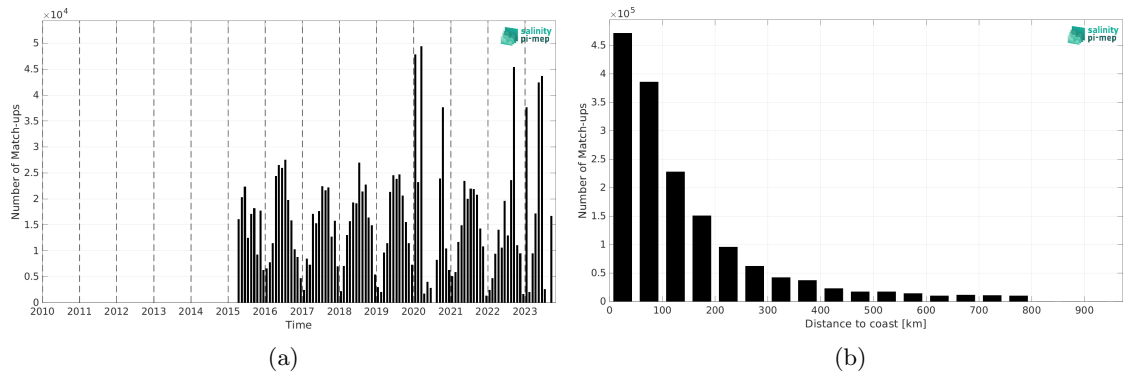 ×10⁴
5
4.5
4
3.5
3
2.5
2
1.5
1
0.5
0
Number of Match-ups
salinity
pi-mep
2010 2011 2012 2013 2014 2015 2016 2017 2018 2019 2020 2021 2022 2023
Time
(a)
×10⁵
4.5
4
3.5
3
2.5
2
1.5
1
0.5
0
Number of Match-ups
salinity
pi-mep
0 100 200 300 400 500 600 700 800 900
Distance to coast [km]
(b)